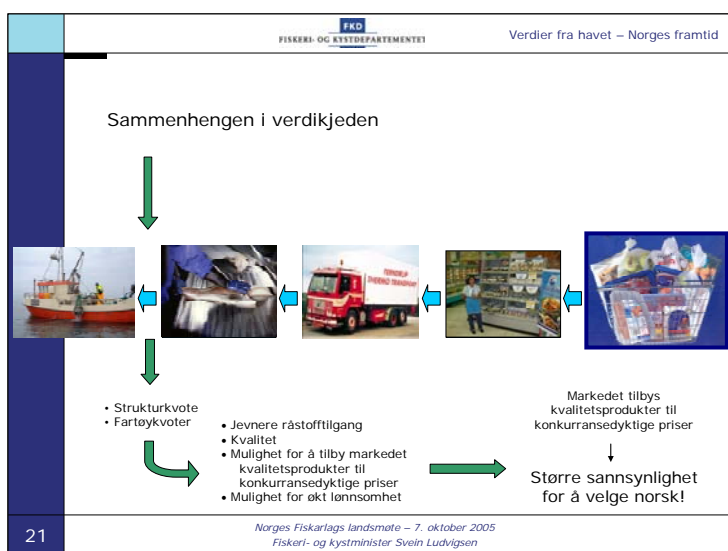 FKD
FISKERI- OG KYSTDEPARTEMENTET
Verdier fra havet – Norges framtid
Sammenhengen i verdikjeden
THERMO TRANSPORT
• Strukturkvote
• Fartøykvoter
• Jevnere råstofftilgang
• Kvalitet
• Mulighet for å tilby markedet
kvalitetsprodukter til
konkurransedyktige priser
• Mulighet for økt lønnsomhet
Markedet tilbys
kvalitetsprodukter til
konkurransedyktige priser
Større sannsynlighet
for å velge norsk!
21
Norges Fiskarlags landsmøte – 7. oktober 2005
Fiskeri- og kystminister Svein Ludvigsen